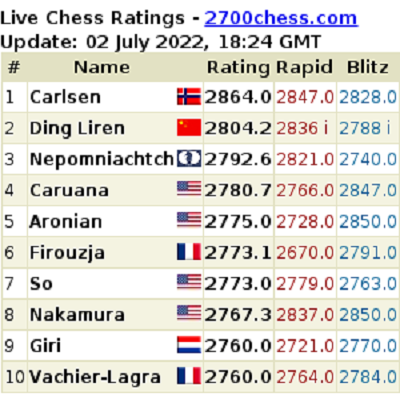 Live Chess Ratings - 2700chess.com
Update: 02 July 2022, 18:24 GMT
# Name Rating Rapid Blitz
1 Carlsen 2864.0 2847.0 2828.0
2 Ding Liren 2804.2 2836 i 2788 i
3 Nepomniachtch 2792.6 2821.0 2740.0
4 Caruana 2780.7 2766.0 2847.0
5 Aronian 2775.0 2728.0 2850.0
6 Firouzja 2773.1 2670.0 2791.0
7 So 2773.0 2779.0 2763.0
8 Nakamura 2767.3 2837.0 2850.0
9 Giri 2760.0 2721.0 2770.0
10 Vachier-Lagra 2760.0 2764.0 2784.0